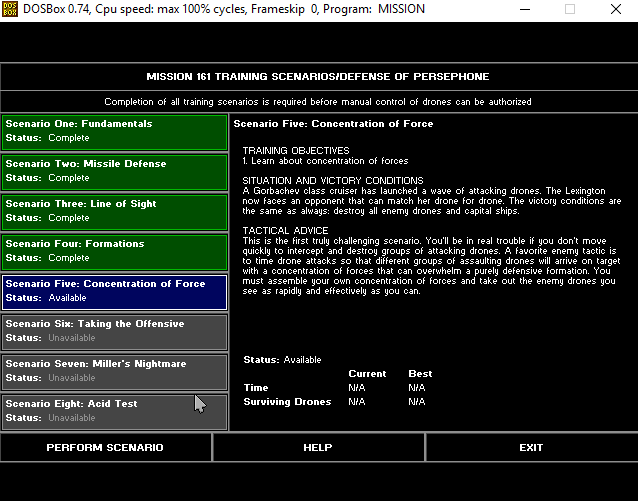 DOSBox 0.74, Cpu speed: max 100% cycles, Frameskip 0, Program: MISSION
MISSION 161 TRAINING SCENARIOS/DEFENSE OF PERSEPHONE
Completion of all training scenarios is required before manual control of drones can be authorized
Scenario One: Fundamentals
Status: Complete
Scenario Two: Missile Defense
Status: Complete
Scenario Three: Line of Sight
Status: Complete
Scenario Four: Formations
Status: Complete
Scenario Five: Concentration of Force
Status: Available
Scenario Six: Taking the Offensive
Status: Unavailable
Scenario Seven: Miller's Nightmare
Status: Unavailable
Scenario Eight: Acid Test
Status: Unavailable
Scenario Five: Concentration of Force
TRAINING OBJECTIVES
1. Learn about concentration of forces
SITUATION AND VICTORY CONDITIONS
A Gorbachev class cruiser has launched a wave of attacking drones. The Lexington
now faces an opponent that can match her drone for drone. The victory conditions are
the same as always: destroy all enemy drones and capital ships.
TACTICAL ADVICE
This is the first truly challenging scenario. You'll be in real trouble if you don't move
quickly to intercept and destroy groups of attacking drones. A favorite enemy tactic is
to time drone attacks so that different groups of assaulting drones will arrive on target
with a concentration of forces that can overwhelm a purely defensive formation. You
must assemble your own concentration of forces and take out the enemy drones you
see as rapidly and effectively as you can.
Status: Available
Current Best
Time N/A N/A
Surviving Drones N/A N/A
PERFORM SCENARIO
HELP
EXIT